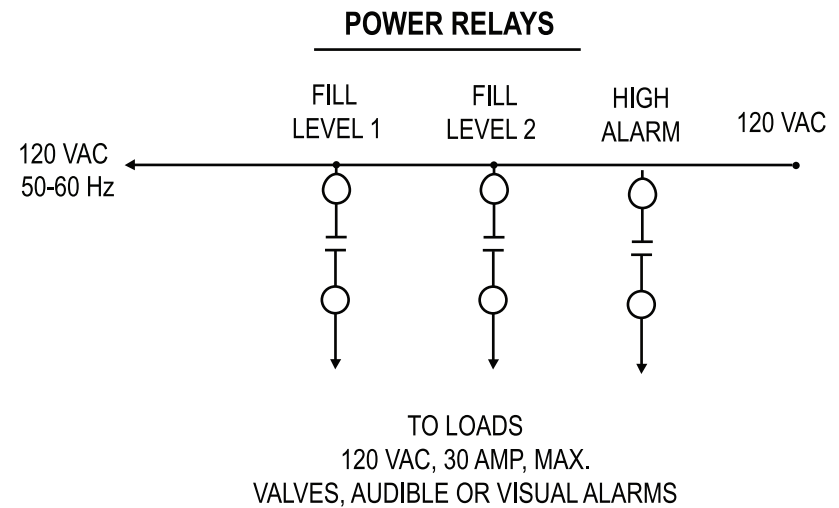 POWER RELAYS
FILL
LEVEL 1
FILL
LEVEL 2
HIGH
ALARM
120 VAC
120 VAC
50-60 Hz
TO LOADS
120 VAC, 30 AMP, MAX.
VALVES, AUDIBLE OR VISUAL ALARMS